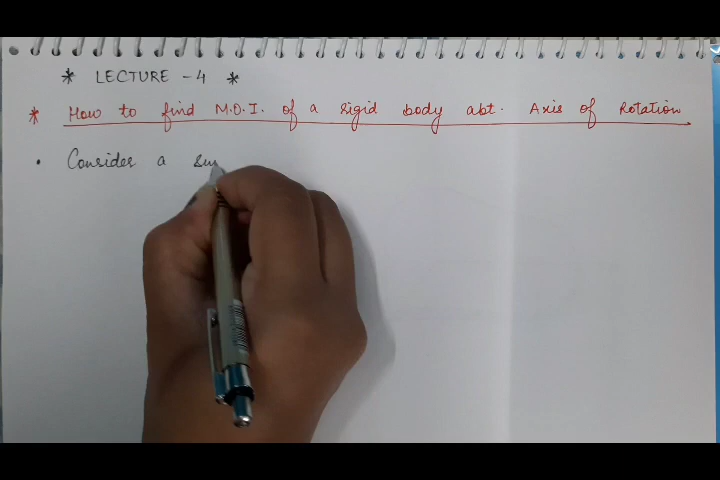 * LECTURE - 4 *
* How to find M.O.I. of a rigid body abt. Axis of Rotation
• Consider a